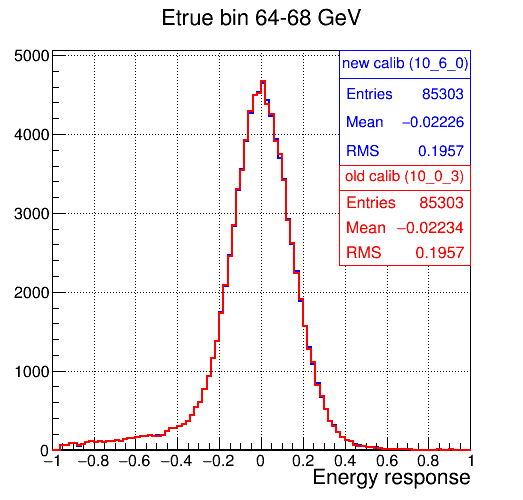 Etrue bin 64-68 GeV
new calib (10_6_0)
Entries 85303
Mean −0.02226
RMS 0.1957
old calib (10_0_3)
Entries 85303
Mean −0.02234
RMS 0.1957
5000
4000
3000
2000
1000
0
−1 −0.8 −0.6 −0.4 −0.2 0 0.2 0.4 0.6 0.8 1
Energy response